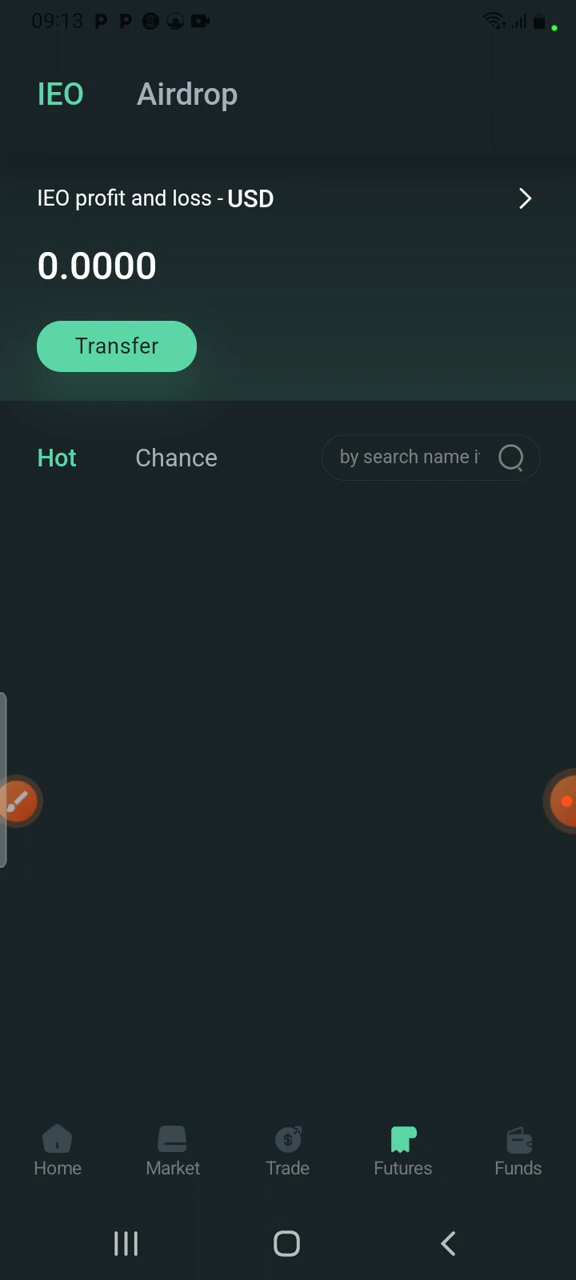 09:13 P P S
IEO Airdrop
IEO profit and loss - USD
0.0000
Transfer
Hot Chance by search name i
Home Market Trade Futures Funds